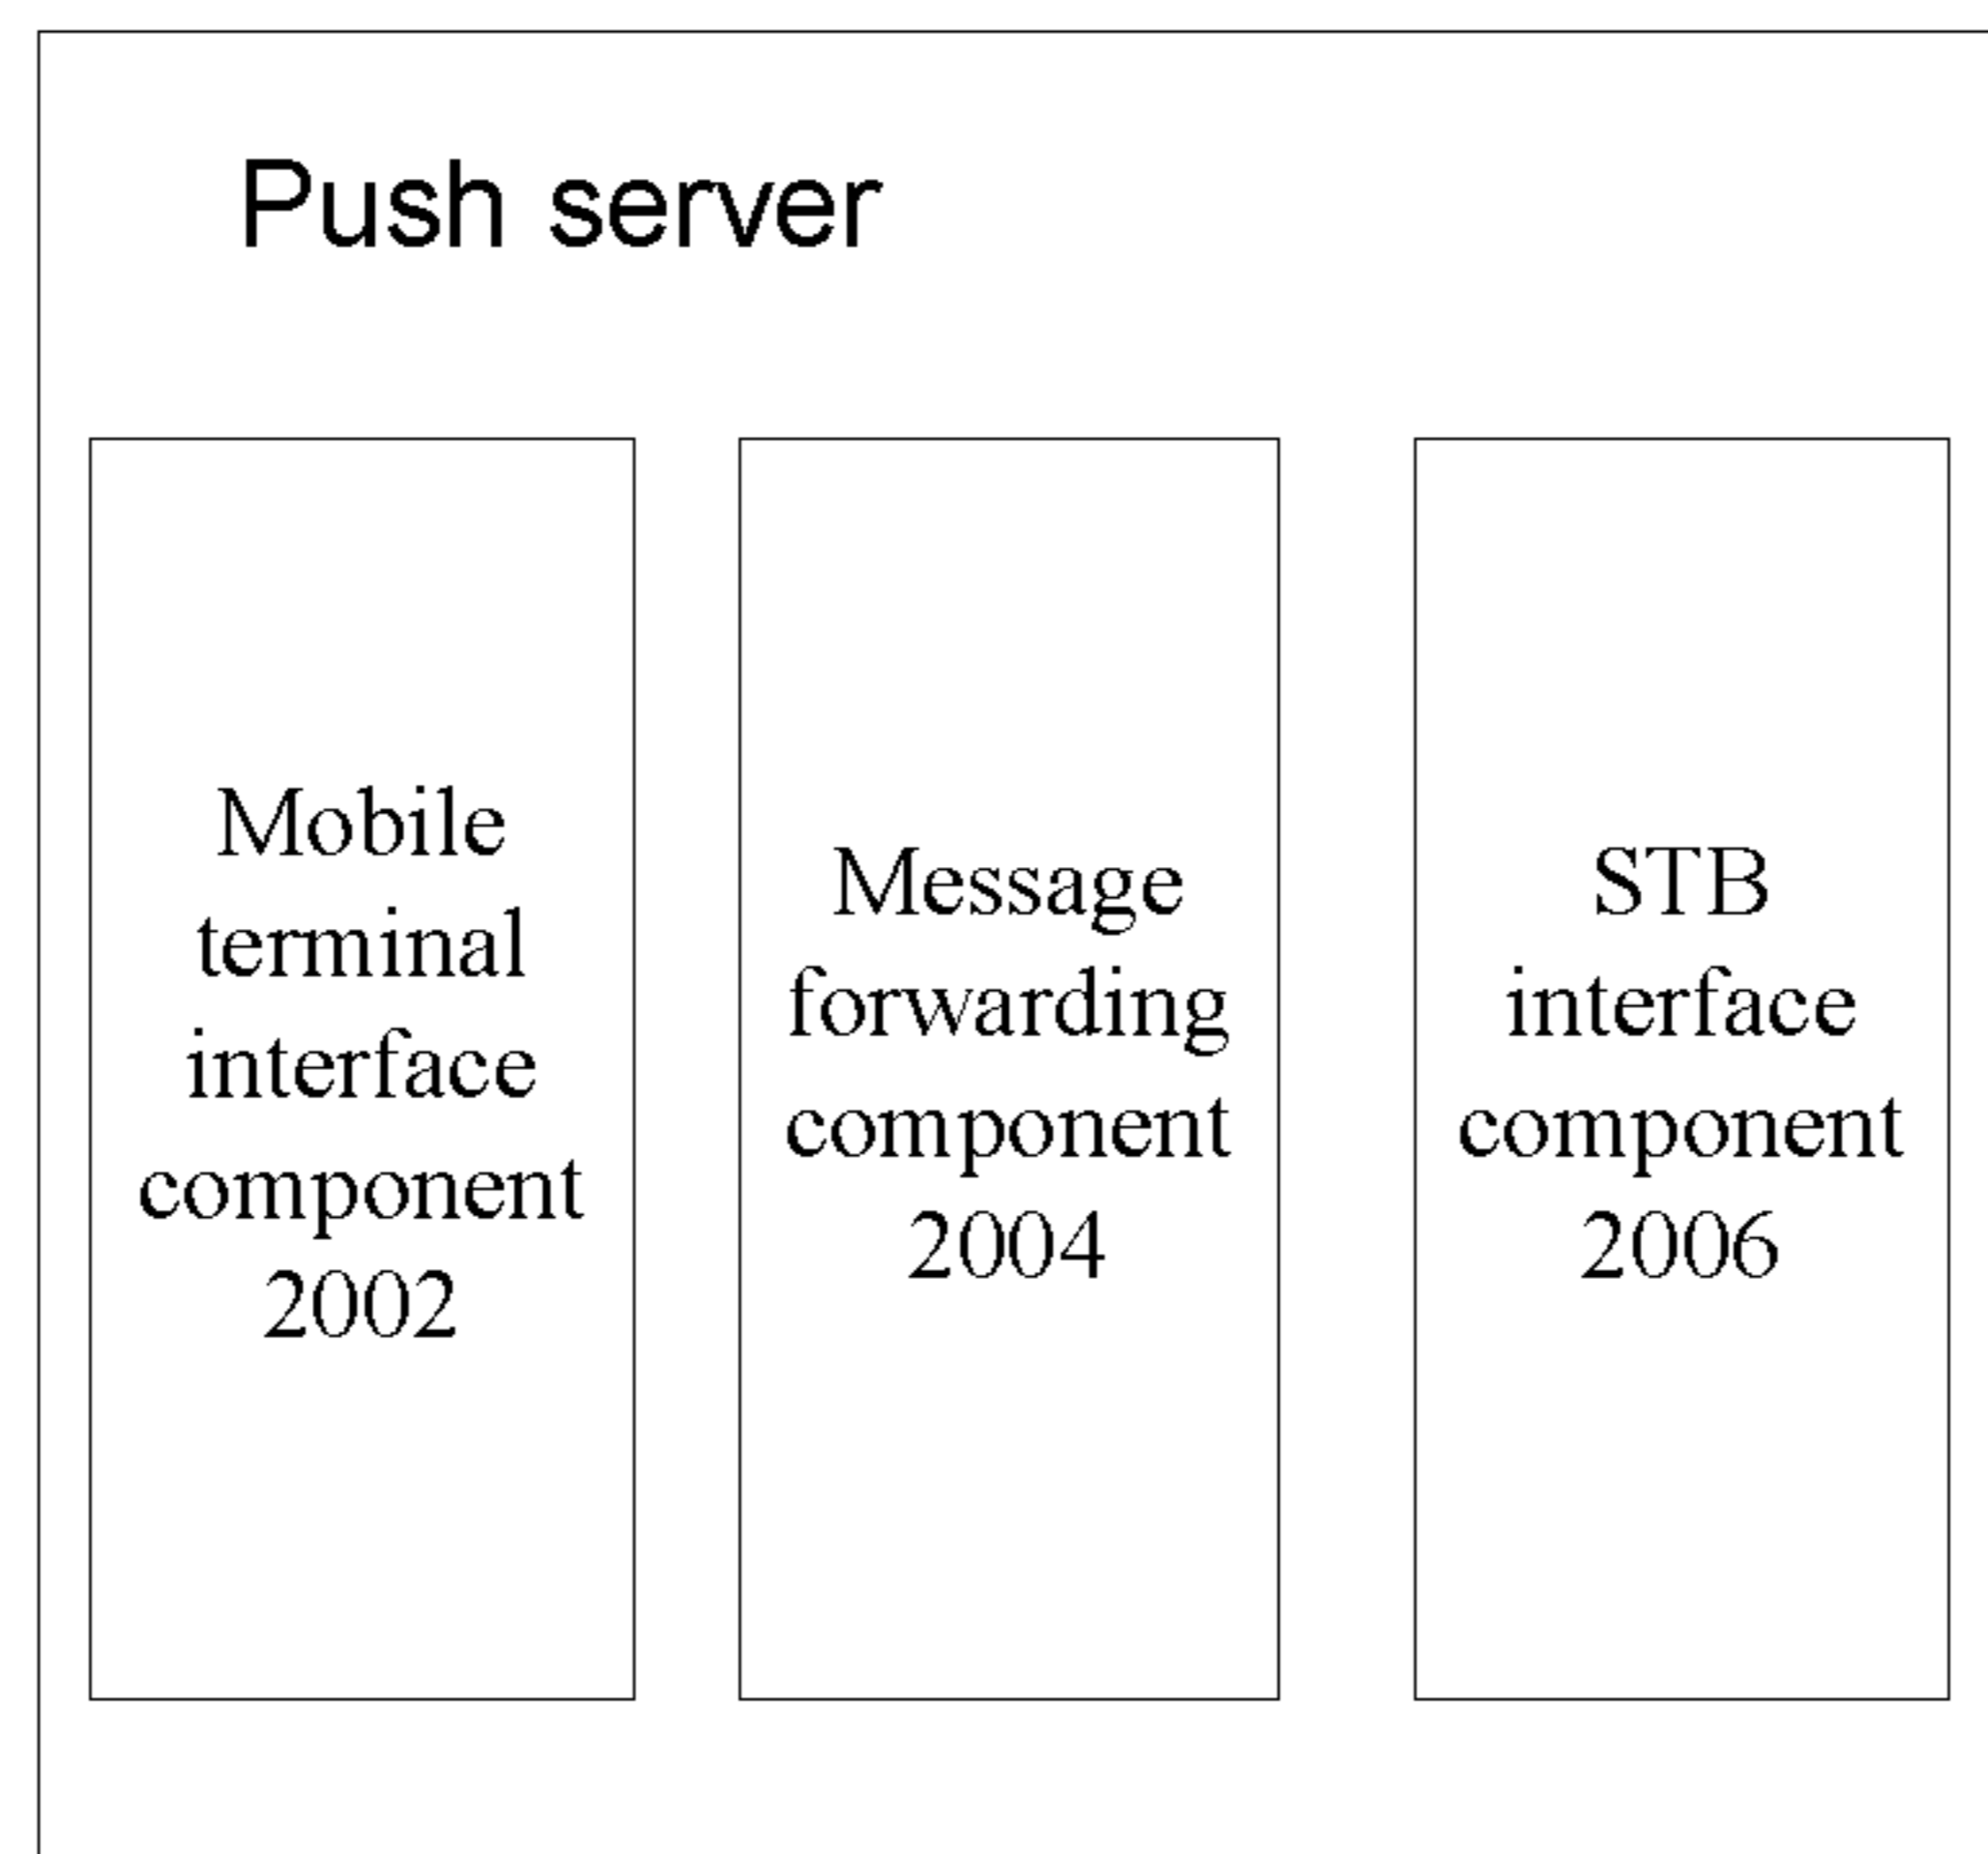 Push server
Mobile
terminal
interface
component
2002
Message
forwarding
component
2004
STB
interface
component
2006